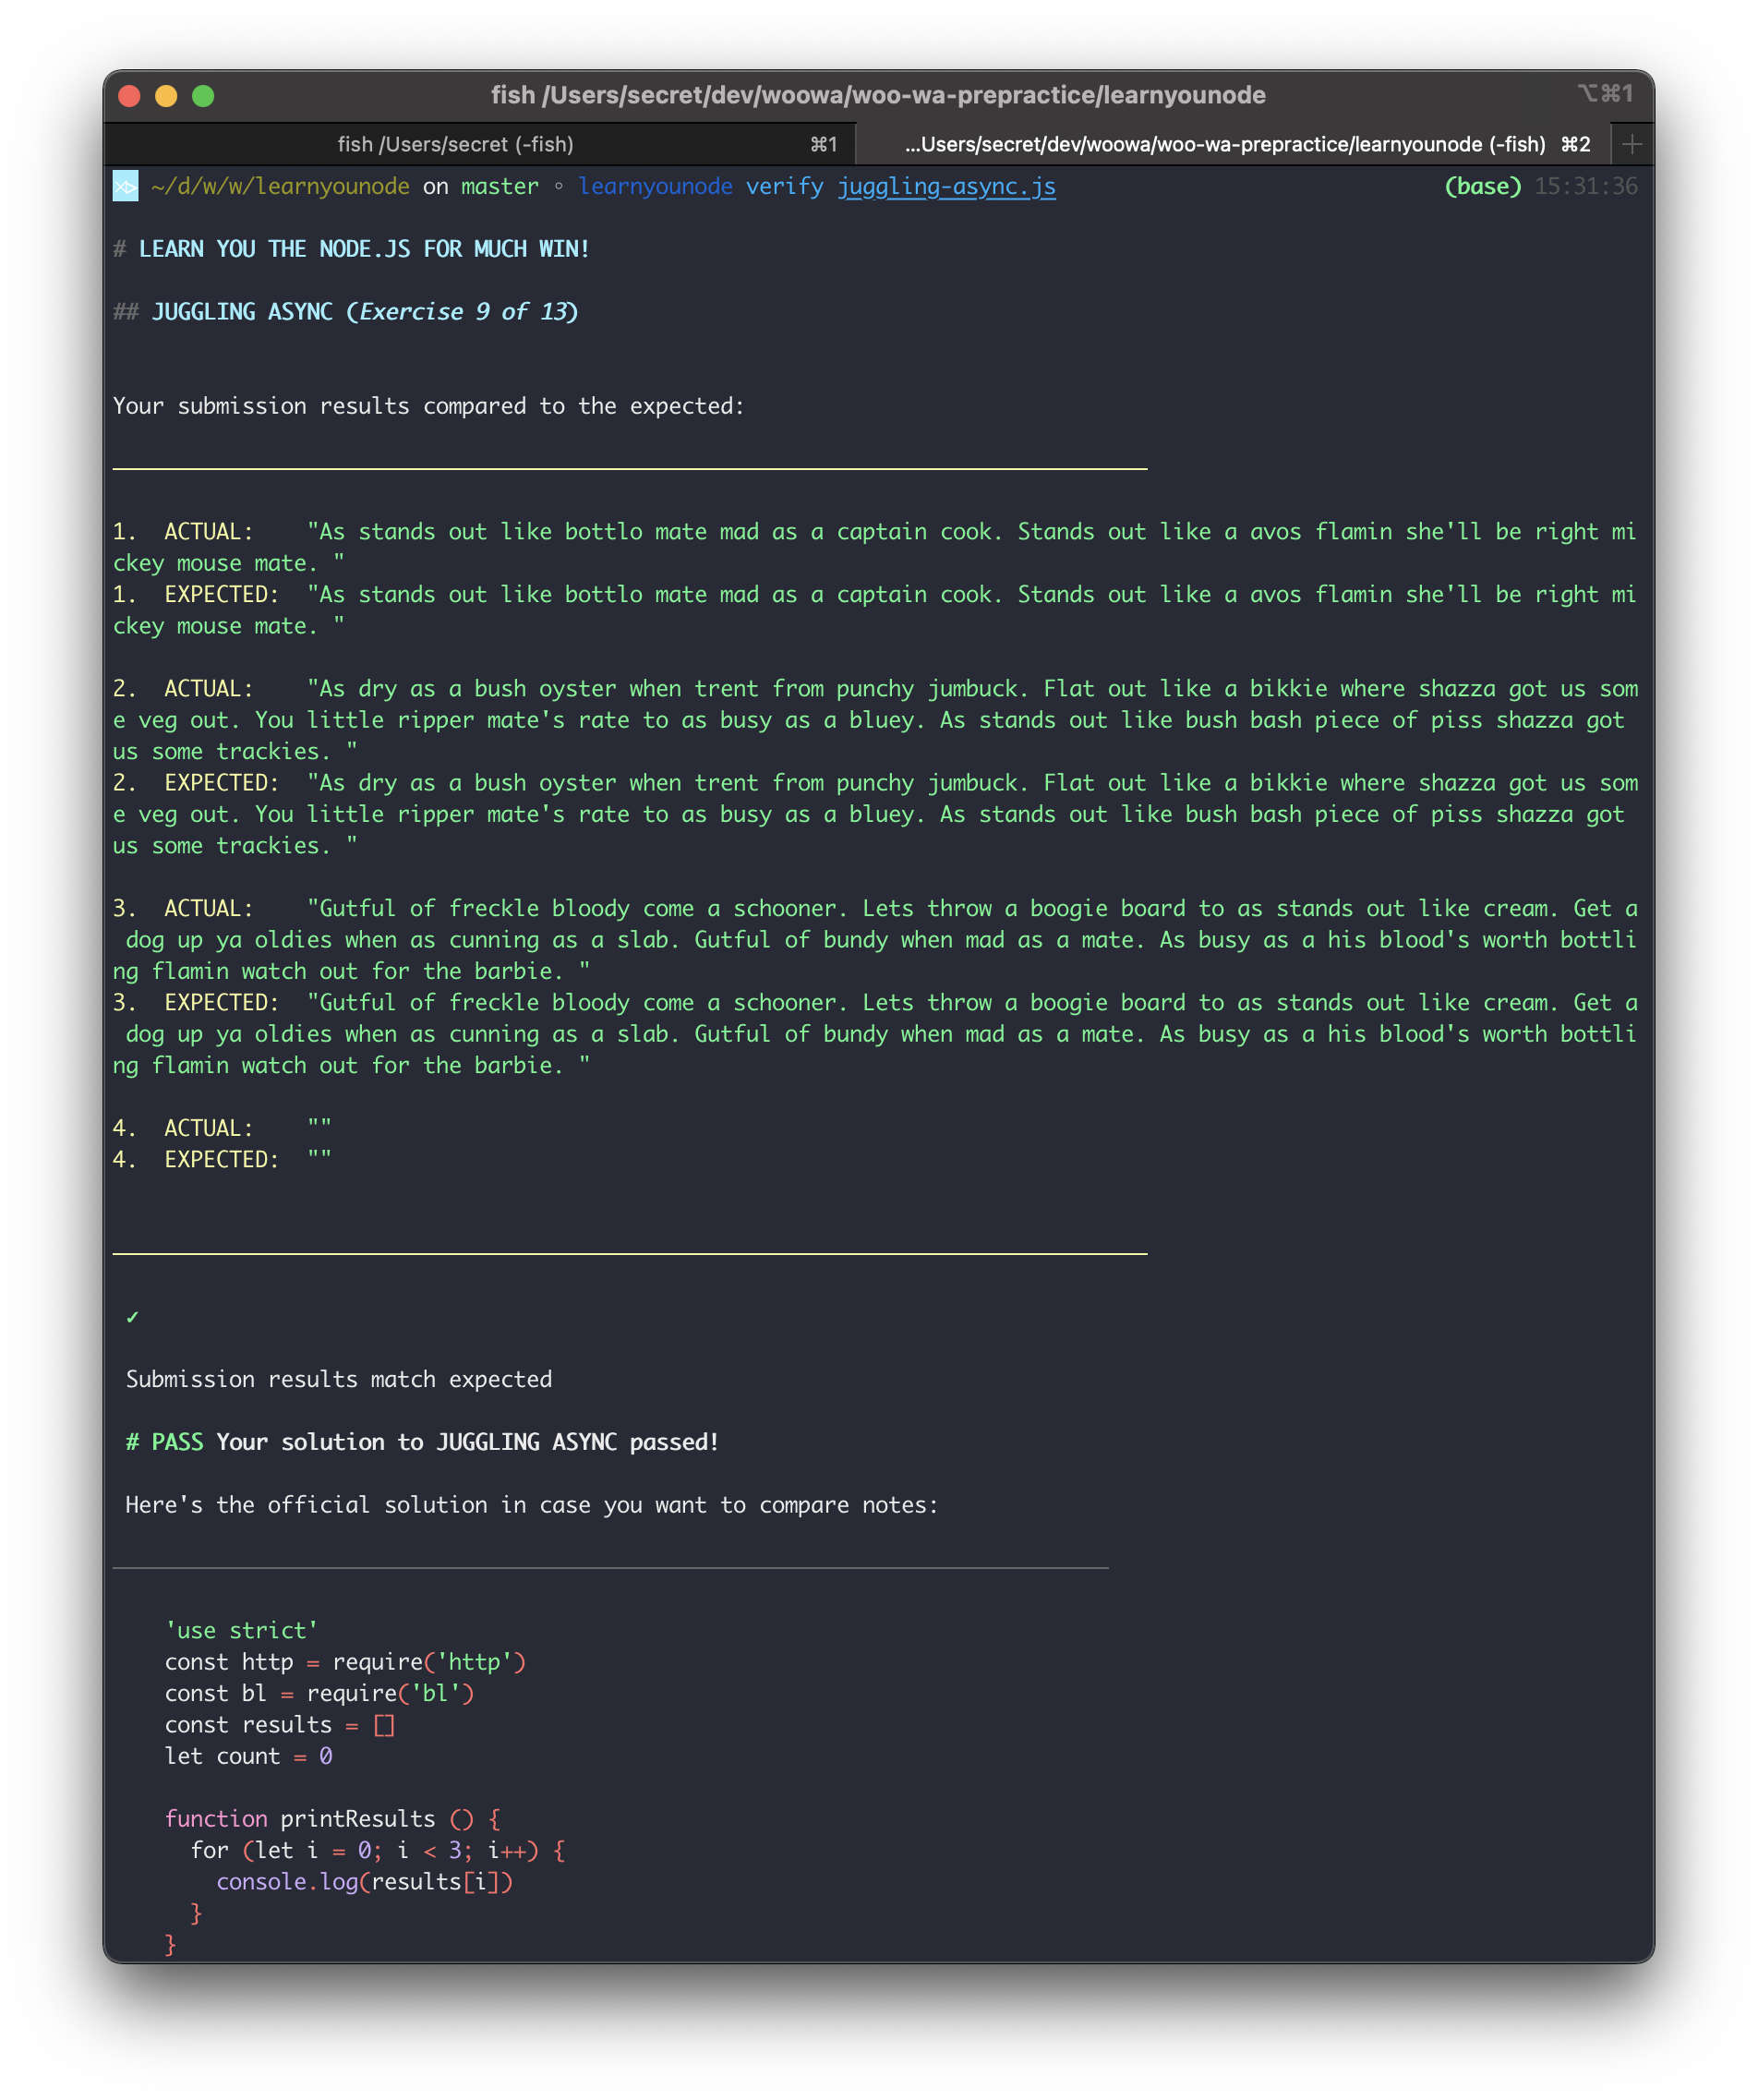 fish /Users/secret/dev/woowa/woo-wa-prepractice/learnyounode ⌥⌘1
fish /Users/secret (-fish) ⌘1 ...Users/secret/dev/woowa/woo-wa-prepractice/learnyounode (-fish) ⌘2
~/d/w/w/learnyounode on master ◦ learnyounode verify juggling-async.js (base) 15:31:36
# LEARN YOU THE NODE.JS FOR MUCH WIN!
## JUGGLING ASYNC (Exercise 9 of 13)
Your submission results compared to the expected:
1.  ACTUAL:    "As stands out like bottlo mate mad as a captain cook. Stands out like a avos flamin she'll be right mi
ckey mouse mate. "
1.  EXPECTED:  "As stands out like bottlo mate mad as a captain cook. Stands out like a avos flamin she'll be right mi
ckey mouse mate. "
2.  ACTUAL:    "As dry as a bush oyster when trent from punchy jumbuck. Flat out like a bikkie where shazza got us som
e veg out. You little ripper mate's rate to as busy as a bluey. As stands out like bush bash piece of piss shazza got
us some trackies. "
2.  EXPECTED:  "As dry as a bush oyster when trent from punchy jumbuck. Flat out like a bikkie where shazza got us som
e veg out. You little ripper mate's rate to as busy as a bluey. As stands out like bush bash piece of piss shazza got
us some trackies. "
3.  ACTUAL:    "Gutful of freckle bloody come a schooner. Lets throw a boogie board to as stands out like cream. Get a
 dog up ya oldies when as cunning as a slab. Gutful of bundy when mad as a mate. As busy as a his blood's worth bottli
ng flamin watch out for the barbie. "
3.  EXPECTED:  "Gutful of freckle bloody come a schooner. Lets throw a boogie board to as stands out like cream. Get a
 dog up ya oldies when as cunning as a slab. Gutful of bundy when mad as a mate. As busy as a his blood's worth bottli
ng flamin watch out for the barbie. "
4.  ACTUAL:    ""
4.  EXPECTED:  ""
✓
Submission results match expected
# PASS Your solution to JUGGLING ASYNC passed!
Here's the official solution in case you want to compare notes:
'use strict'
const http = require('http')
const bl = require('bl')
const results = []
let count = 0
function printResults () {
  for (let i = 0; i < 3; i++) {
    console.log(results[i])
  }
}